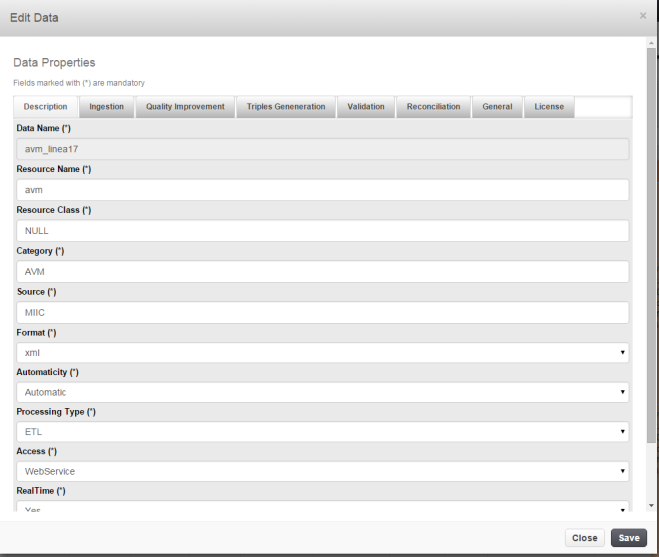 Edit Data
×
Data Properties
Fields marked with (*) are mandatory
Description Ingestion Quality Improvement Triples Geneneration Validation Reconciliation General License
Data Name (*)
avm_linea17
Resource Name (*)
avm
Resource Class (*)
NULL
Category (*)
AVM
Source (*)
MIIC
Format (*)
xml
Automaticity (*)
Automatic
Processing Type (*)
ETL
Access (*)
WebService
RealTime (*)
Yes
Close Save